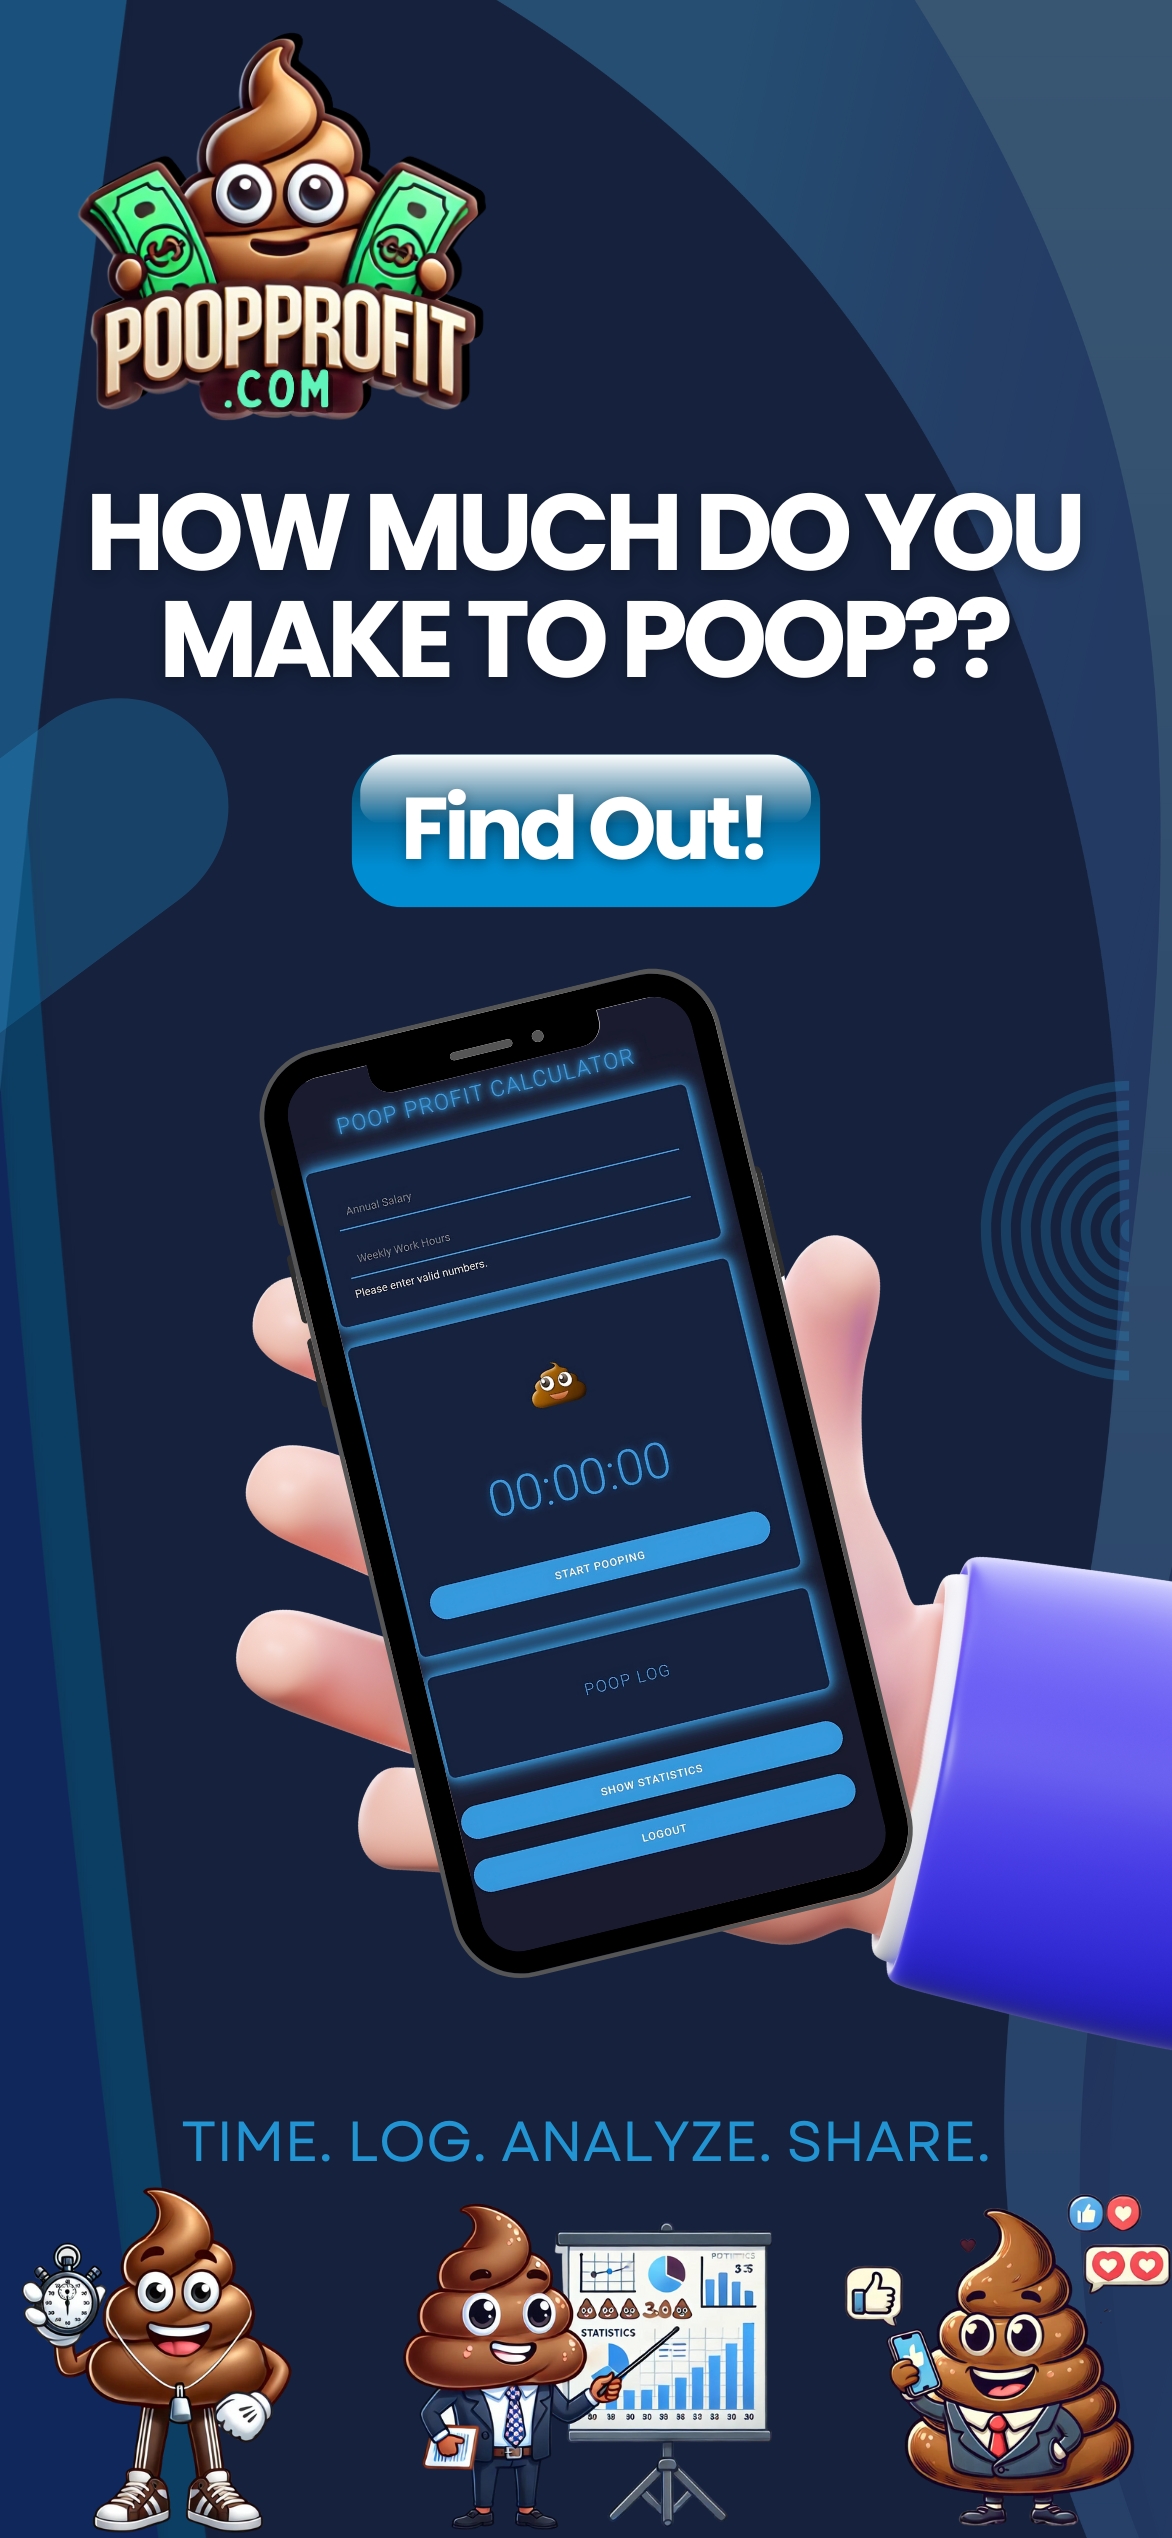 POOPPROFIT
.COM
HOW MUCH DO YOU
MAKE TO POOP??
Find Out!
POOP PROFIT CALCULATOR
Annual Salary
Weekly Work Hours
Please enter valid numbers.
00:00:00
START POOPING
POOP LOG
SHOW STATISTICS
LOGOUT
TIME. LOG. ANALYZE. SHARE.
STATISTICS